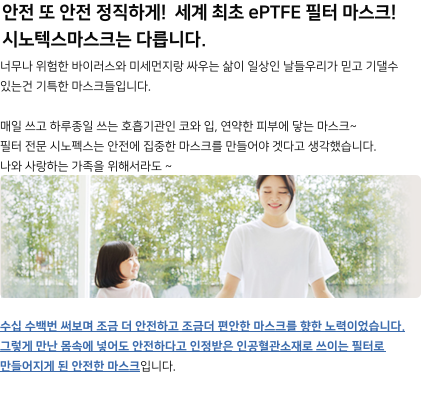 안전 또 안전 정직하게! 세계 최초 ePTFE 필터 마스크!
시노텍스마스크는 다릅니다.
너무나 위험한 바이러스와 미세먼지랑 싸우는 삶이 일상인 날들우리가 믿고 기댈수
있는건 기특한 마스크들입니다.
매일 쓰고 하루종일 쓰는 호흡기관인 코와 입, 연약한 피부에 닿는 마스크~
필터 전문 시노펙스는 안전에 집중한 마스크를 만들어야 겟다고 생각했습니다.
나와 사랑하는 가족을 위해서라도 ~
수십 수백번 써보며 조금 더 안전하고 조금더 편안한 마스크를 향한 노력이었습니다.
그렇게 만난 몸속에 넣어도 안전하다고 인정받은 인공혈관소재로 쓰이는 필터로
만들어지게 된 안전한 마스크입니다.